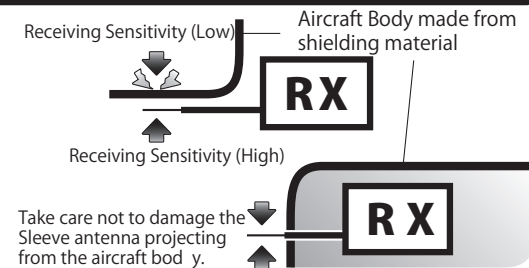 Receiving Sensitivity (Low)
Aircraft Body made from
shielding material
RX
Receiving Sensitivity (High)
Take care not to damage the
Sleeve antenna projecting
from the aircraft bod y.
R X